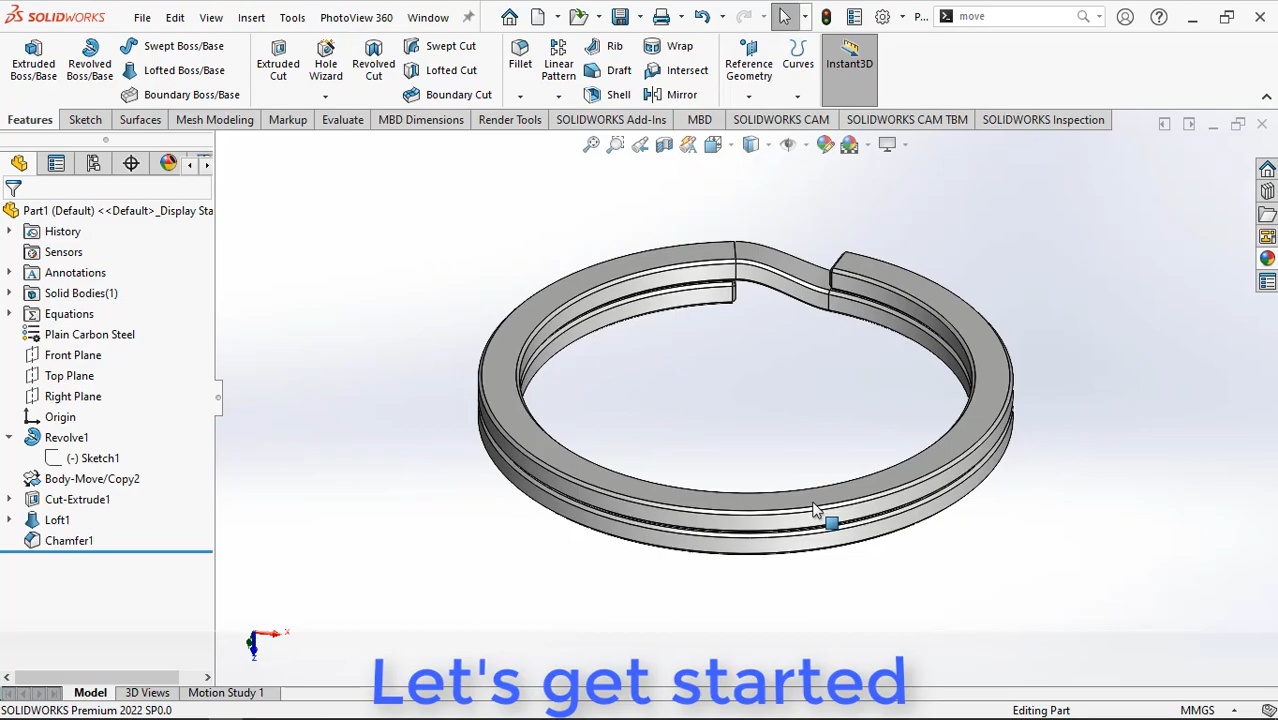 SOLIDWORKS File Edit View Insert Tools PhotoView 360 Window P... move
Extruded Boss/Base
Revolved Boss/Base
Swept Boss/Base
Lofted Boss/Base
Boundary Boss/Base
Extruded Cut
Hole Wizard
Revolved Cut
Swept Cut
Lofted Cut
Boundary Cut
Fillet
Linear Pattern
Rib
Draft
Shell
Wrap
Intersect
Mirror
Reference Geometry
Curves
Instant3D
Features Sketch Surfaces Mesh Modeling Markup Evaluate MBD Dimensions Render Tools SOLIDWORKS Add-Ins MBD SOLIDWORKS CAM SOLIDWORKS CAM TBM SOLIDWORKS Inspection
Part1 (Default) <<Default>_Display Sta
History
Sensors
Annotations
Solid Bodies(1)
Equations
Plain Carbon Steel
Front Plane
Top Plane
Right Plane
Origin
Revolve1
(-) Sketch1
Body-Move/Copy2
Cut-Extrude1
Loft1
Chamfer1
X
Z
Let's get started
Model 3D Views Motion Study 1
SOLIDWORKS Premium 2022 SP0.0 Editing Part MMGS